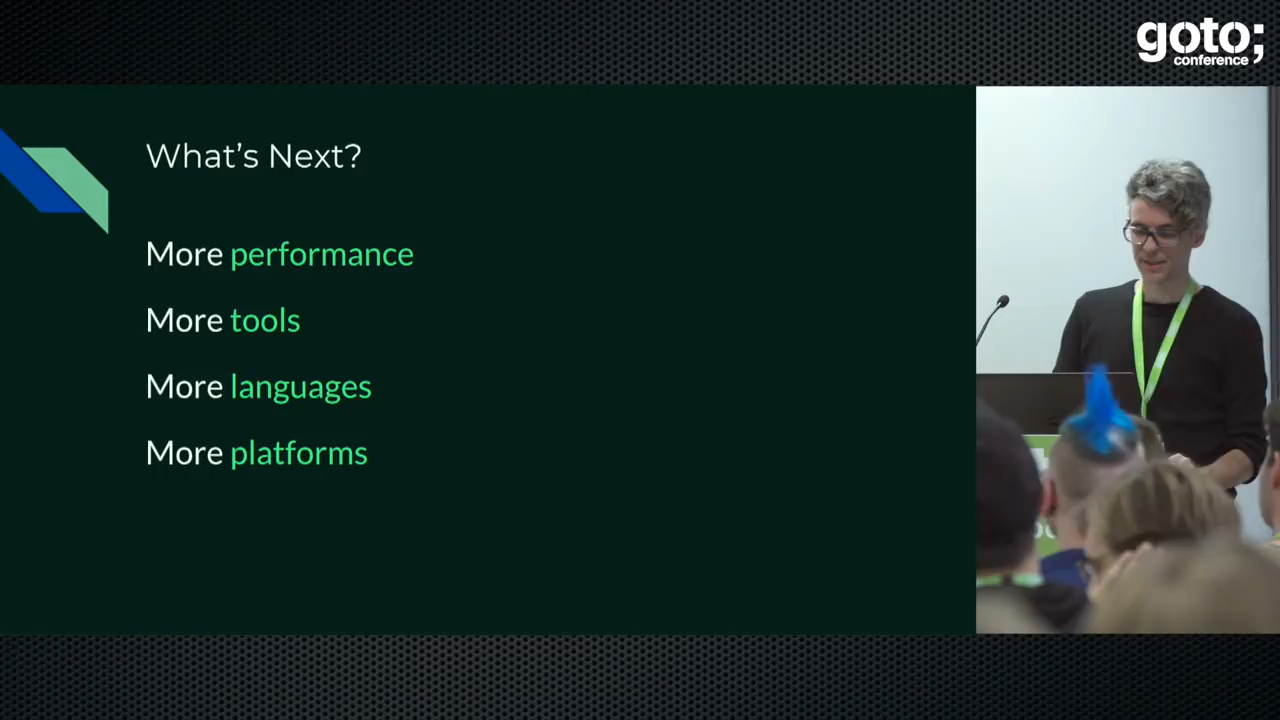 goto;
conference
What's Next?
More performance
More tools
More languages
More platforms